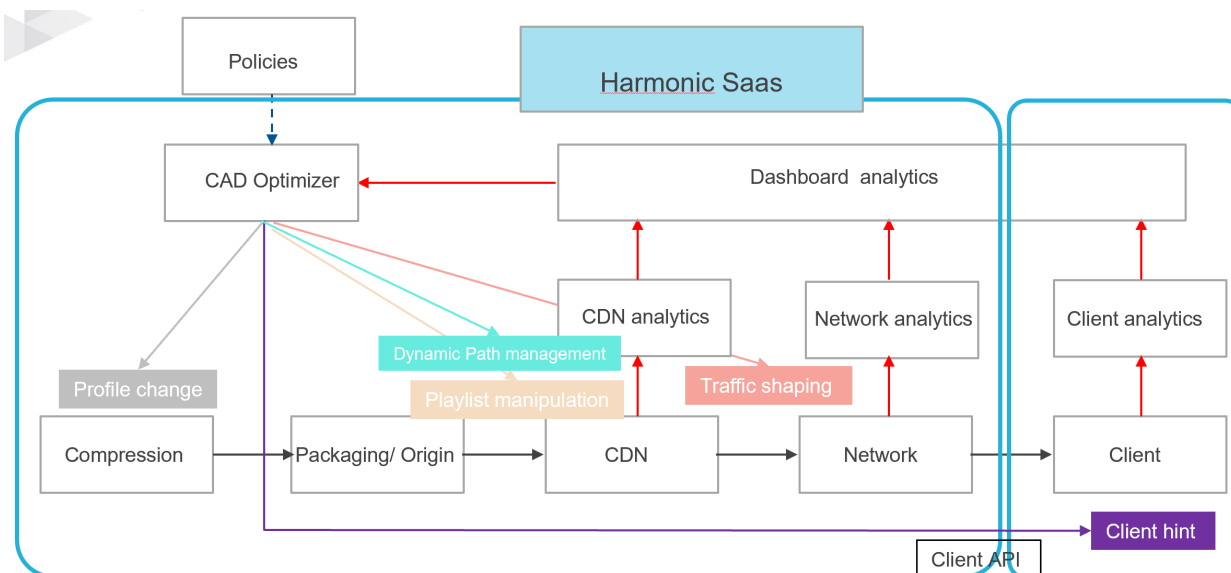 Policies
Harmonic Saas
CAD Optimizer
Dashboard analytics
CDN analytics
Network analytics
Client analytics
Dynamic Path management
Profile change
Playlist manipulation
Traffic shaping
Compression
Packaging/ Origin
CDN
Network
Client
Client hint
Client API